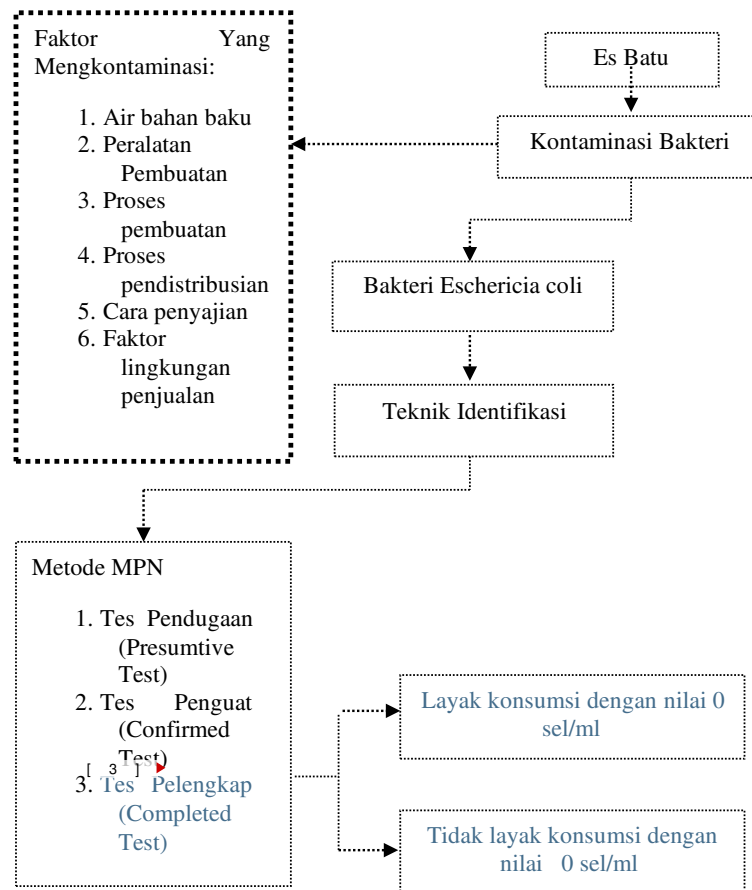 Faktor Yang
Mengkontaminasi:
1. Air bahan baku
2. Peralatan
Pembuatan
3. Proses
pembuatan
4. Proses
pendistribusian
5. Cara penyajian
6. Faktor
lingkungan
penjualan
Es Batu
Kontaminasi Bakteri
Bakteri Eschericia coli
Teknik Identifikasi
Metode MPN
1. Tes Pendugaan
(Presumtive
Test)
2. Tes Penguat
(Confirmed
Test)
[ 3 ]
3. Tes Pelengkap
(Completed
Test)
Layak konsumsi dengan nilai 0
sel/ml
Tidak layak konsumsi dengan
nilai 0 sel/ml